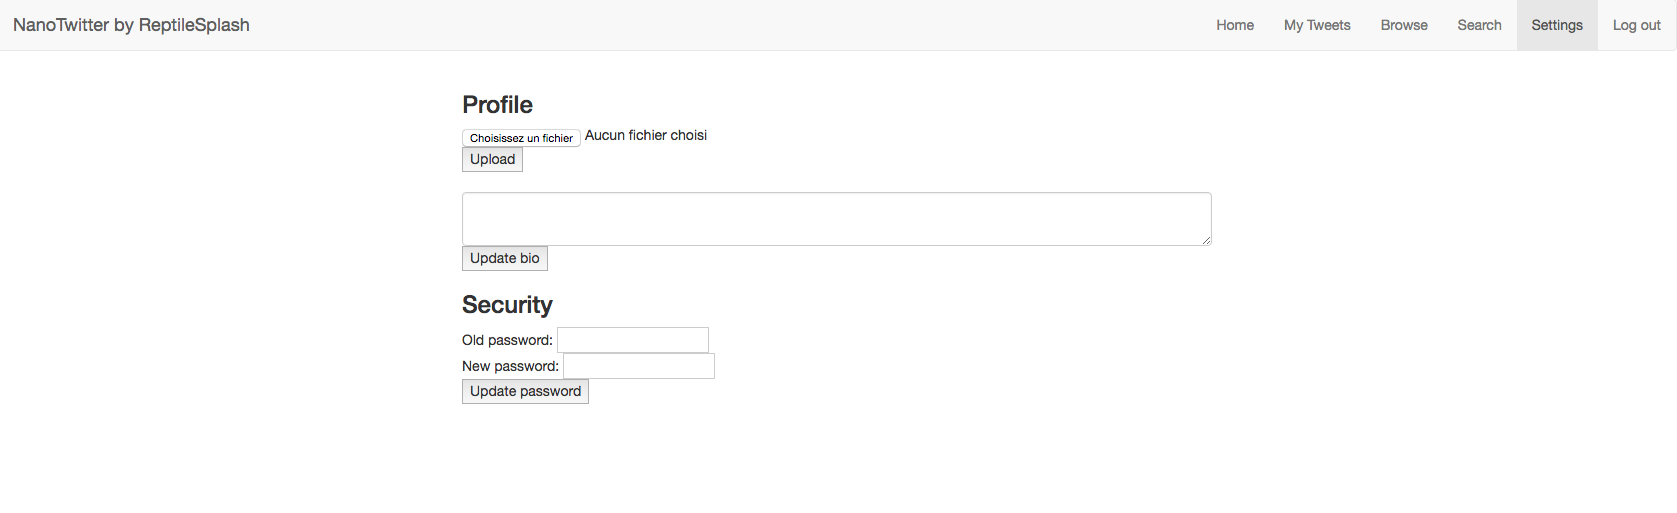 NanoTwitter by ReptileSplash Home My Tweets Browse Search Settings Log out
Profile
Choisissez un fichier Aucun fichier choisi
Upload
Update bio
Security
Old password:
New password:
Update password